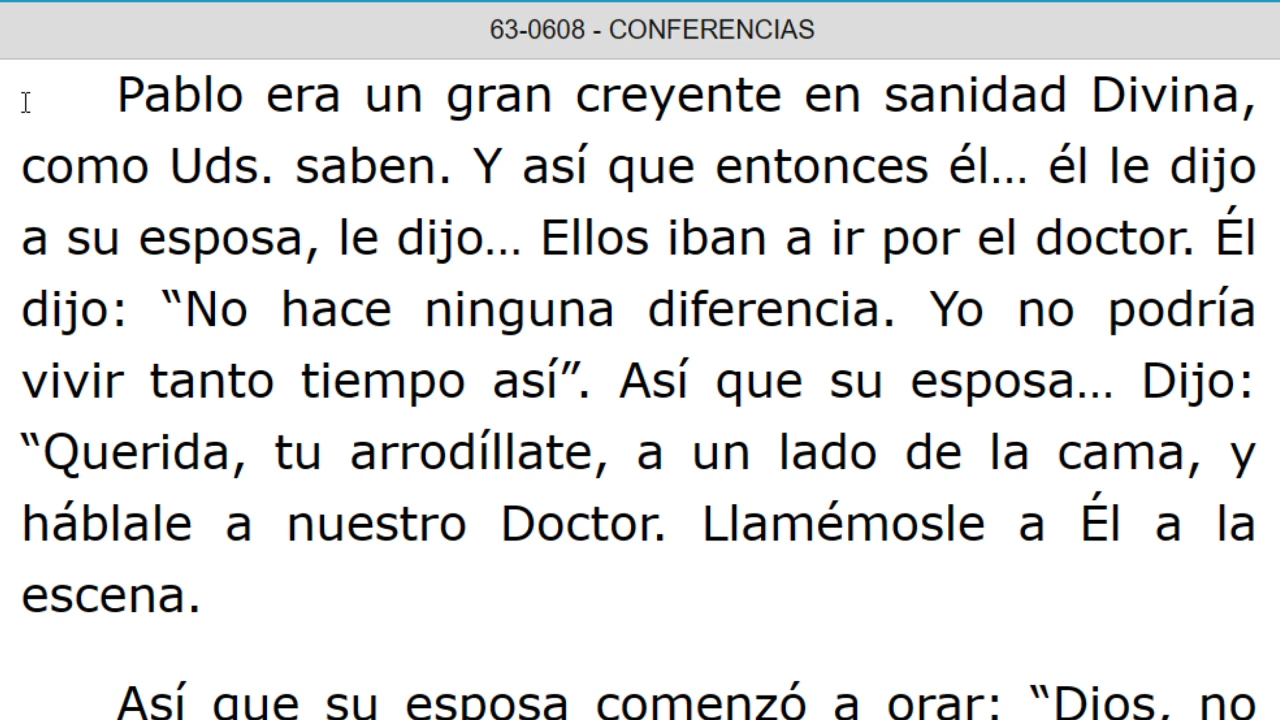 63-0608 - CONFERENCIAS
Pablo era un gran creyente en sanidad Divina,
como Uds. saben. Y así que entonces él... él le dijo
a su esposa, le dijo... Ellos iban a ir por el doctor. Él
dijo: “No hace ninguna diferencia. Yo no podría
vivir tanto tiempo así”. Así que su esposa... Dijo:
“Querida, tu arrodíllate, a un lado de la cama, y
háblale a nuestro Doctor. Llamémosle a Él a la
escena.
Así que su esposa comenzó a orar: “Dios, no